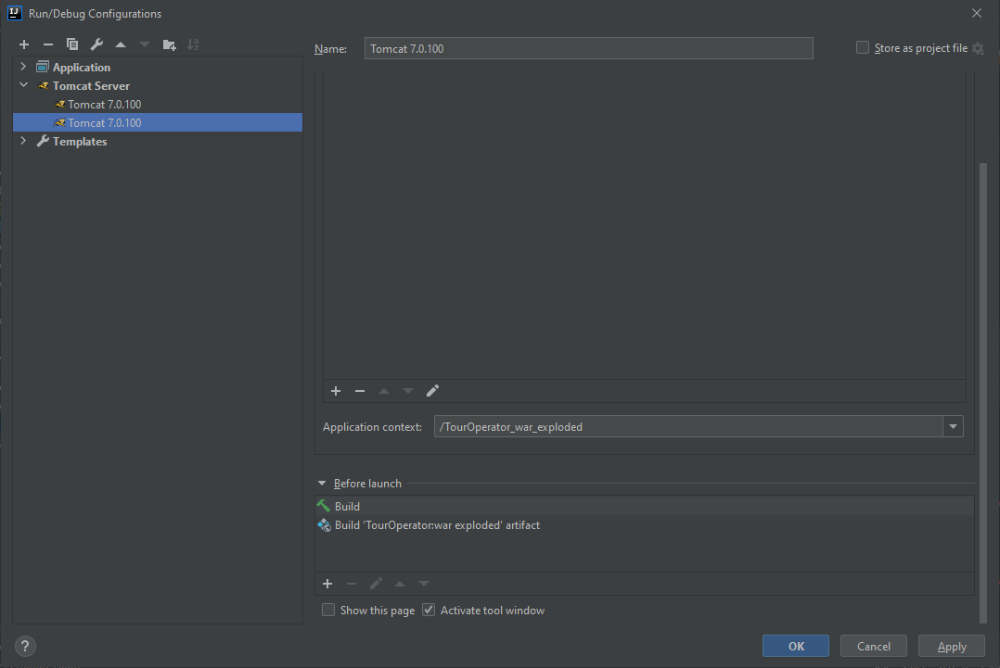 Run/Debug Configurations
Name: Tomcat 7.0.100
Store as project file
Application
Tomcat Server
Tomcat 7.0.100
Tomcat 7.0.100
Templates
Application context: /TourOperator_war_exploded
Before launch
Build
Build 'TourOperator:war exploded' artifact
Show this page
Activate tool window
?
OK
Cancel
Apply